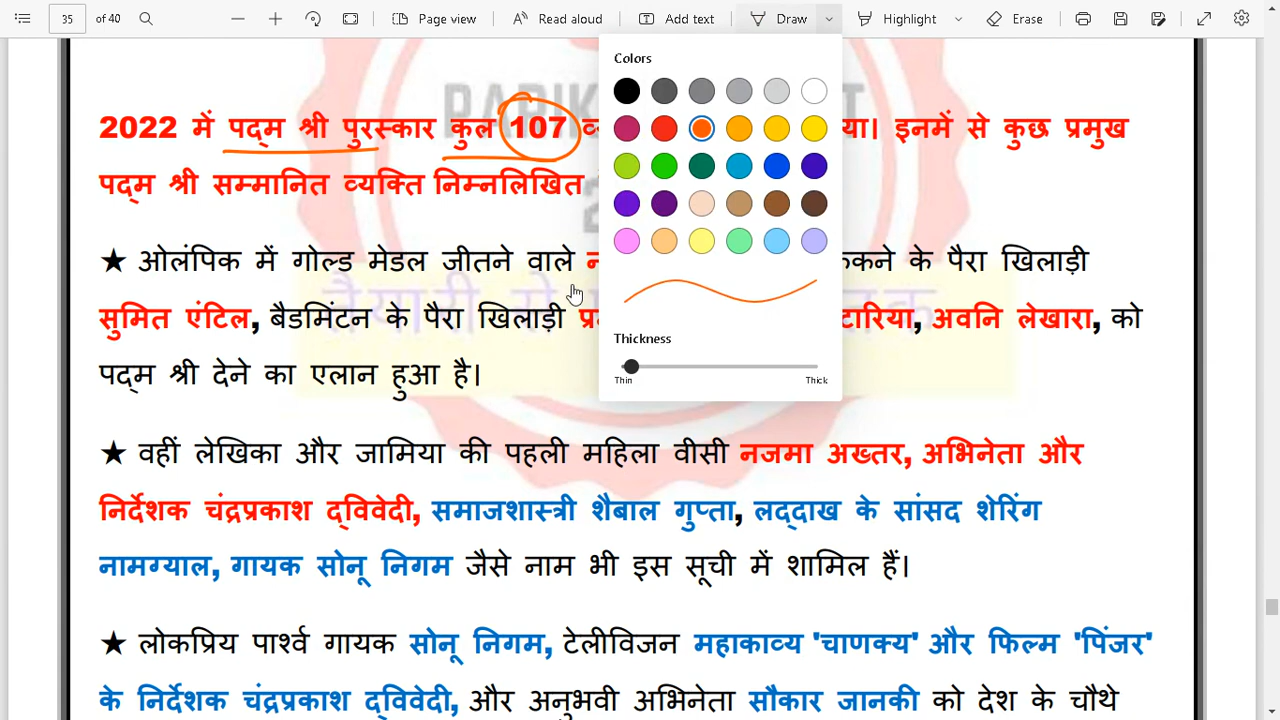 35 of 40 Page view Read aloud Add text Draw Highlight Erase
Colors
Thickness
Thin Thick
PARIK
2022 में पद्म श्री पुरस्कार कुल 107 इनमें से कुछ प्रमुख
पद्म श्री सम्मानित व्यक्ति निम्नलिखित
★ ओलंपिक में गोल्ड मेडल जीतने वाले के पैरा खिलाड़ी
सुमित एंटिल, बैडमिंटन के पैरा खिलाड़ी अवनि लेखारा, को
पद्म श्री देने का एलान हुआ है।
★ वहीं लेखिका और जामिया की पहली महिला वीसी नजमा अख्तर, अभिनेता और
निर्देशक चंद्रप्रकाश द्विवेदी, समाजशास्त्री शैबाल गुप्ता, लद्दाख के सांसद शेरिंग
नामग्याल, गायक सोनू निगम जैसे नाम भी इस सूची में शामिल हैं।
★ लोकप्रिय पार्श्व गायक सोनू निगम, टेलीविजन महाकाव्य 'चाणक्य' और फिल्म 'पिंजर'
के निर्देशक चंद्रप्रकाश द्विवेदी, और अनुभवी अभिनेता सौकार जानकी को देश के चौथे